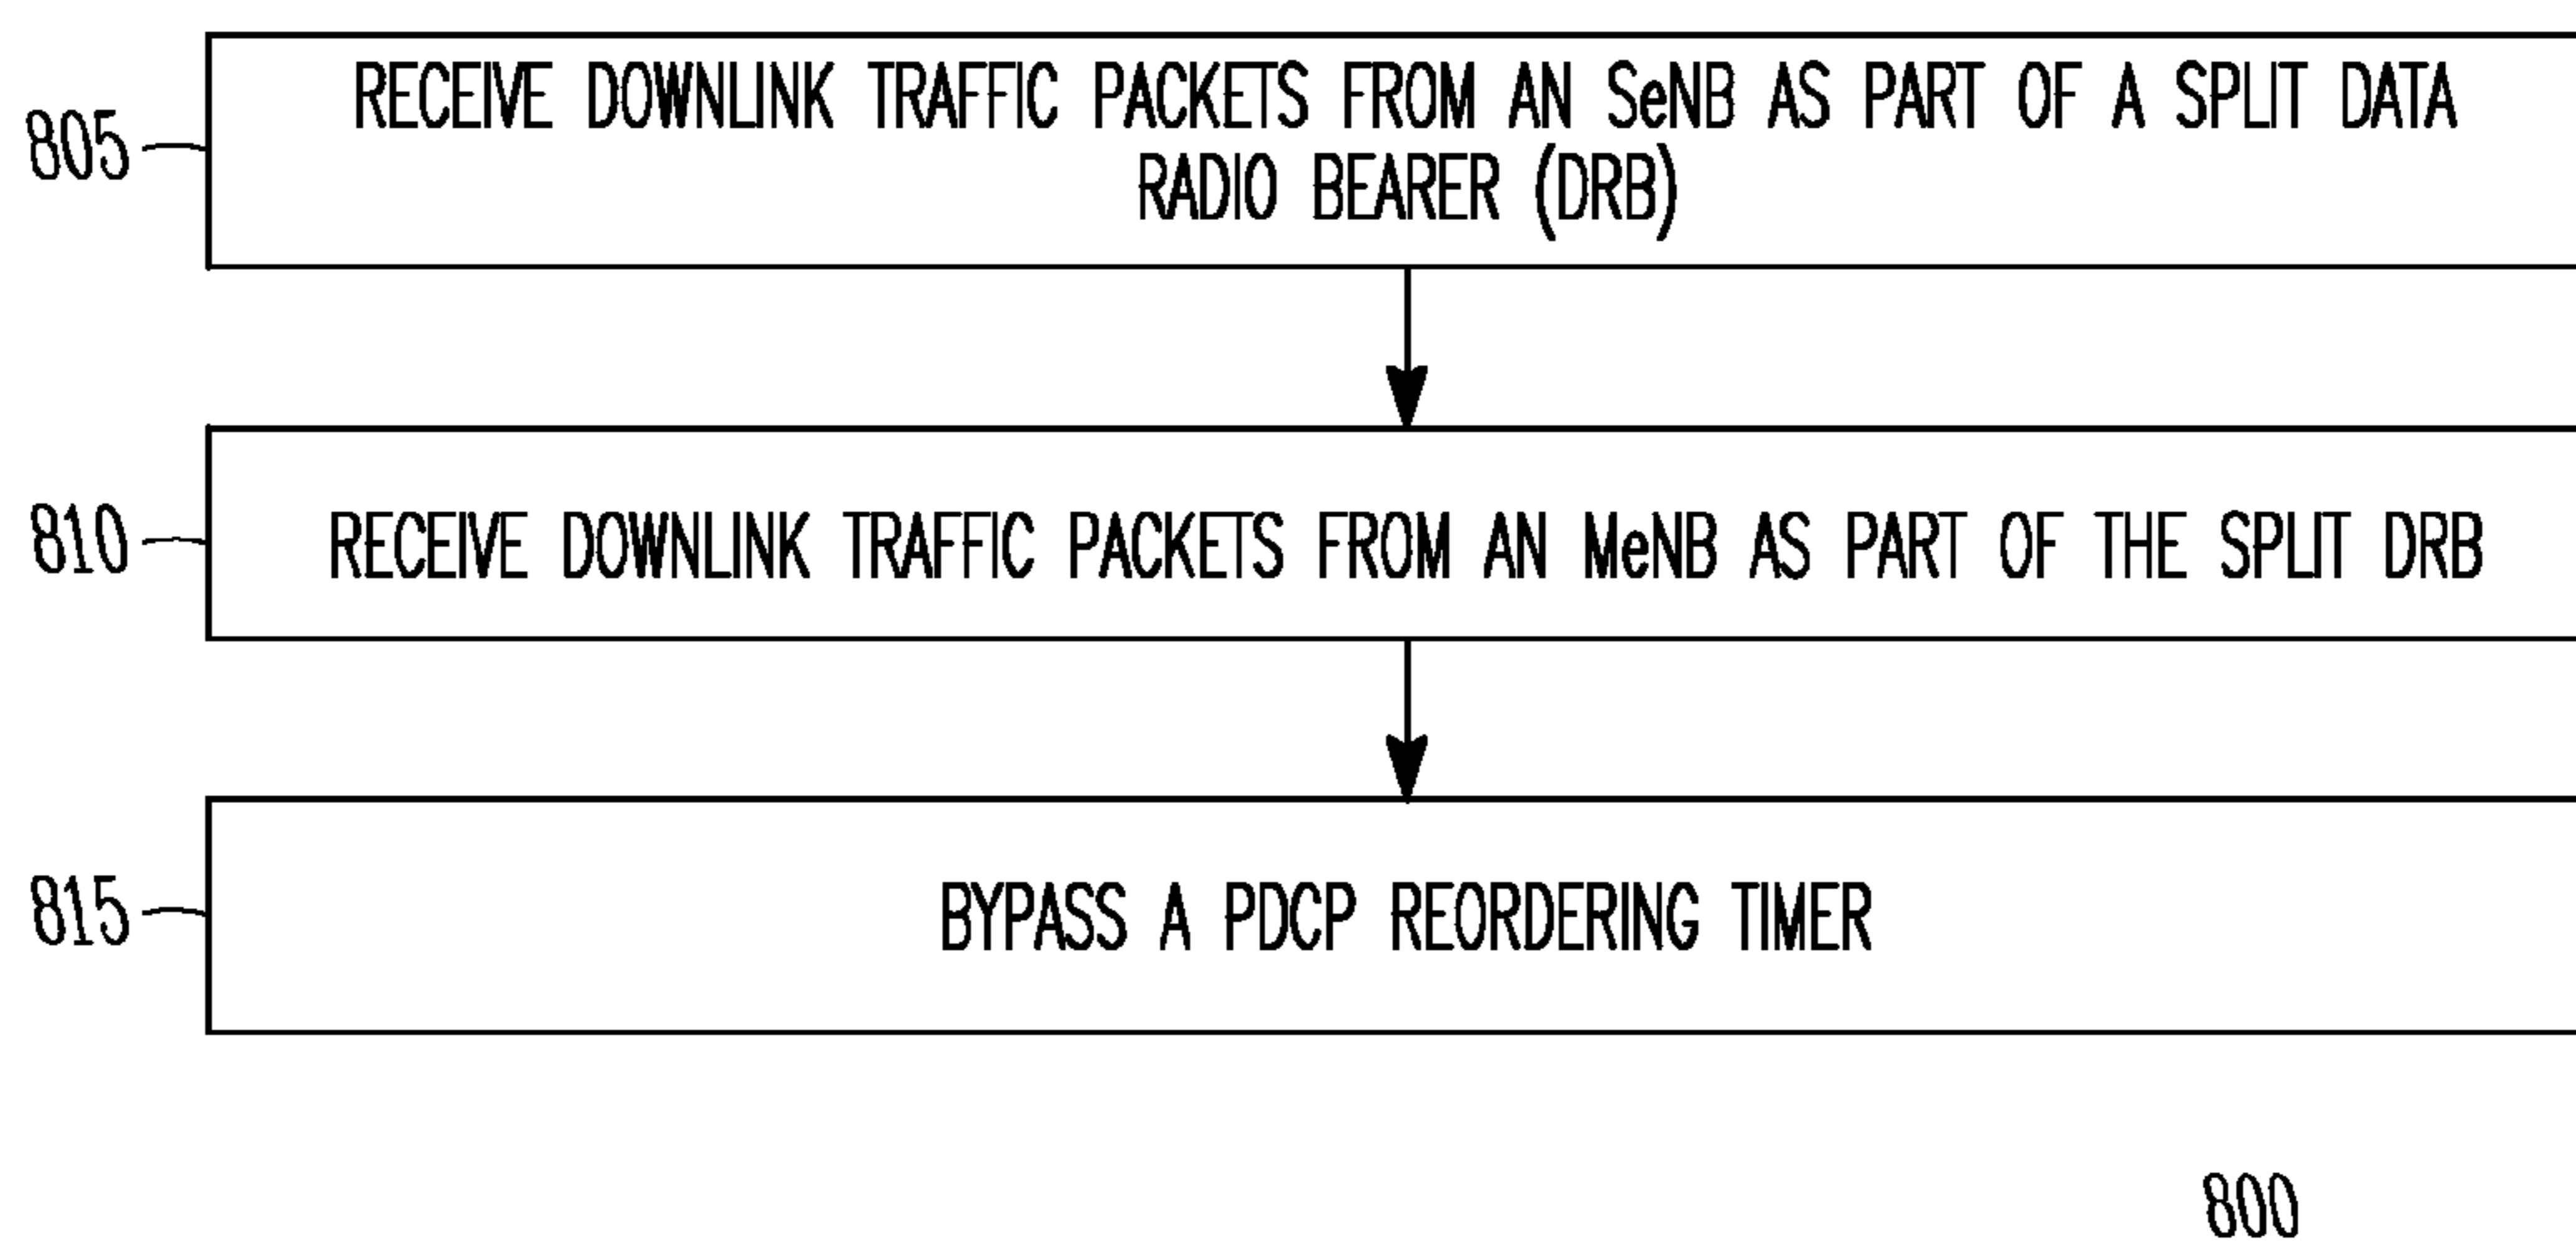 805
RECEIVE DOWNLINK TRAFFIC PACKETS FROM AN SeNB AS PART OF A SPLIT DATA
RADIO BEARER (DRB)
810
RECEIVE DOWNLINK TRAFFIC PACKETS FROM AN MeNB AS PART OF THE SPLIT DRB
815
BYPASS A PDCP REORDERING TIMER
800